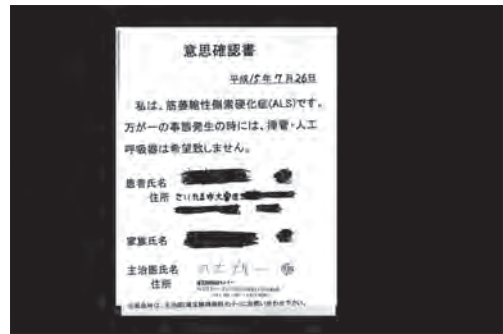 意思確認書
平成15年7月26日
私は、筋萎縮性側索硬化症(ALS)です。
万が一の事態発生の時には、挿管・人工
呼吸器は希望致しません。
患者氏名
住所 さいたま市大宮区
家族氏名
主治医氏名
住所